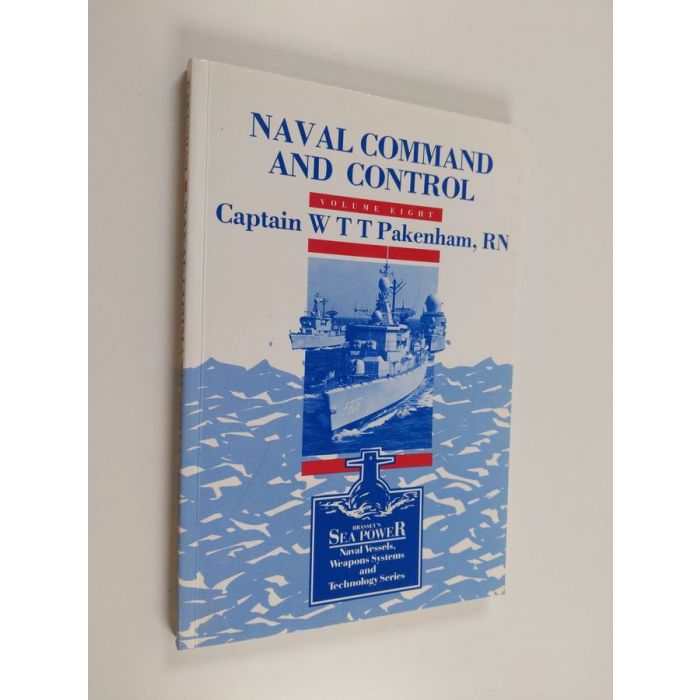 NAVAL COMMAND
AND CONTROL
VOLUME EIGHT
Captain W T T Pakenham, RN
BRASSEY'S
SEA POWER
Naval Vessels,
Weapons Systems
and
Technology Series